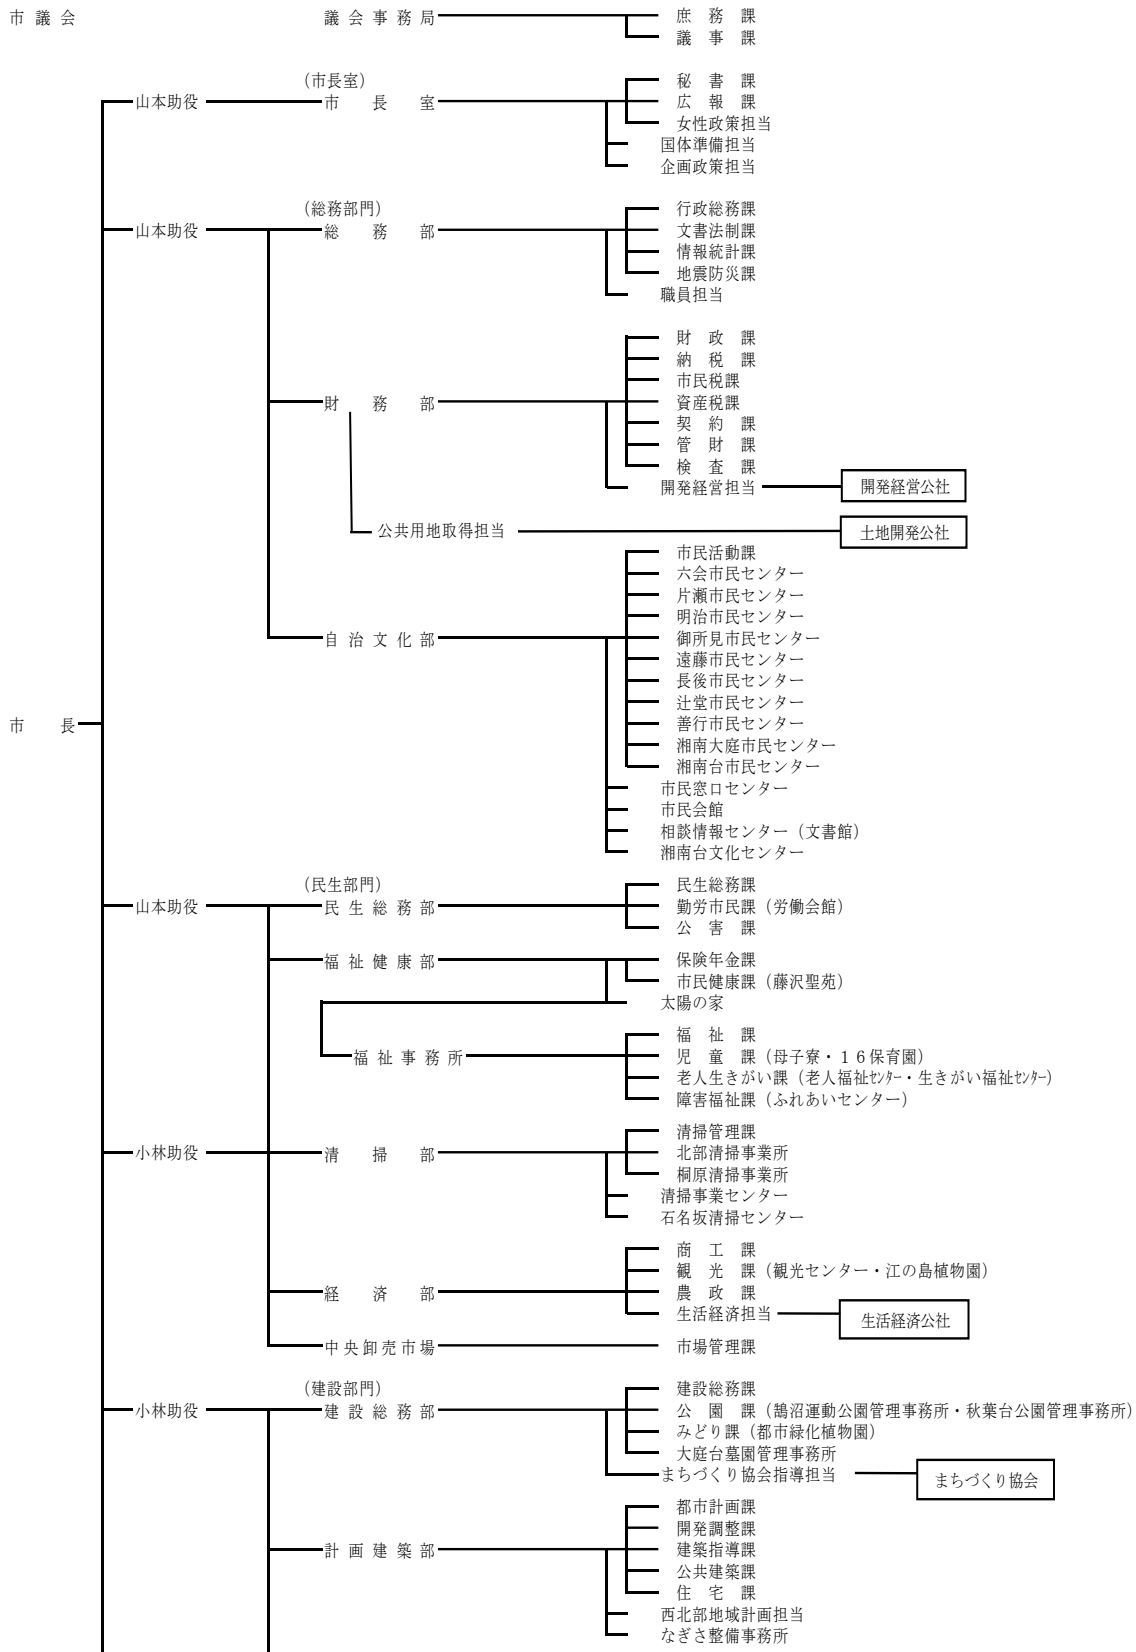 市議会 議会事務局 庶務課
議事課
(市長室) 秘書課
山本助役 市長室 広報課
女性政策担当
国体準備担当
企画政策担当
(総務部門) 行政総務課
山本助役 総務部 文書法制課
情報統計課
地震防災課
職員担当
財政課
納税課
市民税課
財務部 資産税課
契約課
管財課
検査課
開発経営担当 開発経営公社
公共用地取得担当 土地開発公社
市民活動課
六会市民センター
片瀬市民センター
明治市民センター
自治文化部 御所見市民センター
遠藤市民センター
長後市民センター
辻堂市民センター
市長 善行市民センター
湘南大庭市民センター
湘南台市民センター
市民窓口センター
市民会館
相談情報センター(文書館)
湘南台文化センター
(民生部門) 民生総務課
山本助役 民生総務部 勤労市民課(労働会館)
公害課
福祉健康部 保険年金課
市民健康課(藤沢聖苑)
太陽の家
福祉課
福祉事務所 児童課(母子寮・16保育園)
老人生きがい課(老人福祉センター・生きがい福祉センター)
障害福祉課(ふれあいセンター)
清掃管理課
小林助役 清掃部 北部清掃事業所
桐原清掃事業所
清掃事業センター
石名坂清掃センター
商工課
観光課(観光センター・江の島植物園)
経済部 農政課
生活経済担当 生活経済公社
中央卸売市場 市場管理課
(建設部門) 建設総務課
小林助役 建設総務部 公園課(鵠沼運動公園管理事務所・秋葉台公園管理事務所)
みどり課(都市緑化植物園)
大庭台墓園管理事務所
まちづくり協会指導担当 まちづくり協会
都市計画課
開発調整課
計画建築部 建築指導課
公共建築課
住宅課
西北部地域計画担当
なぎさ整備事務所